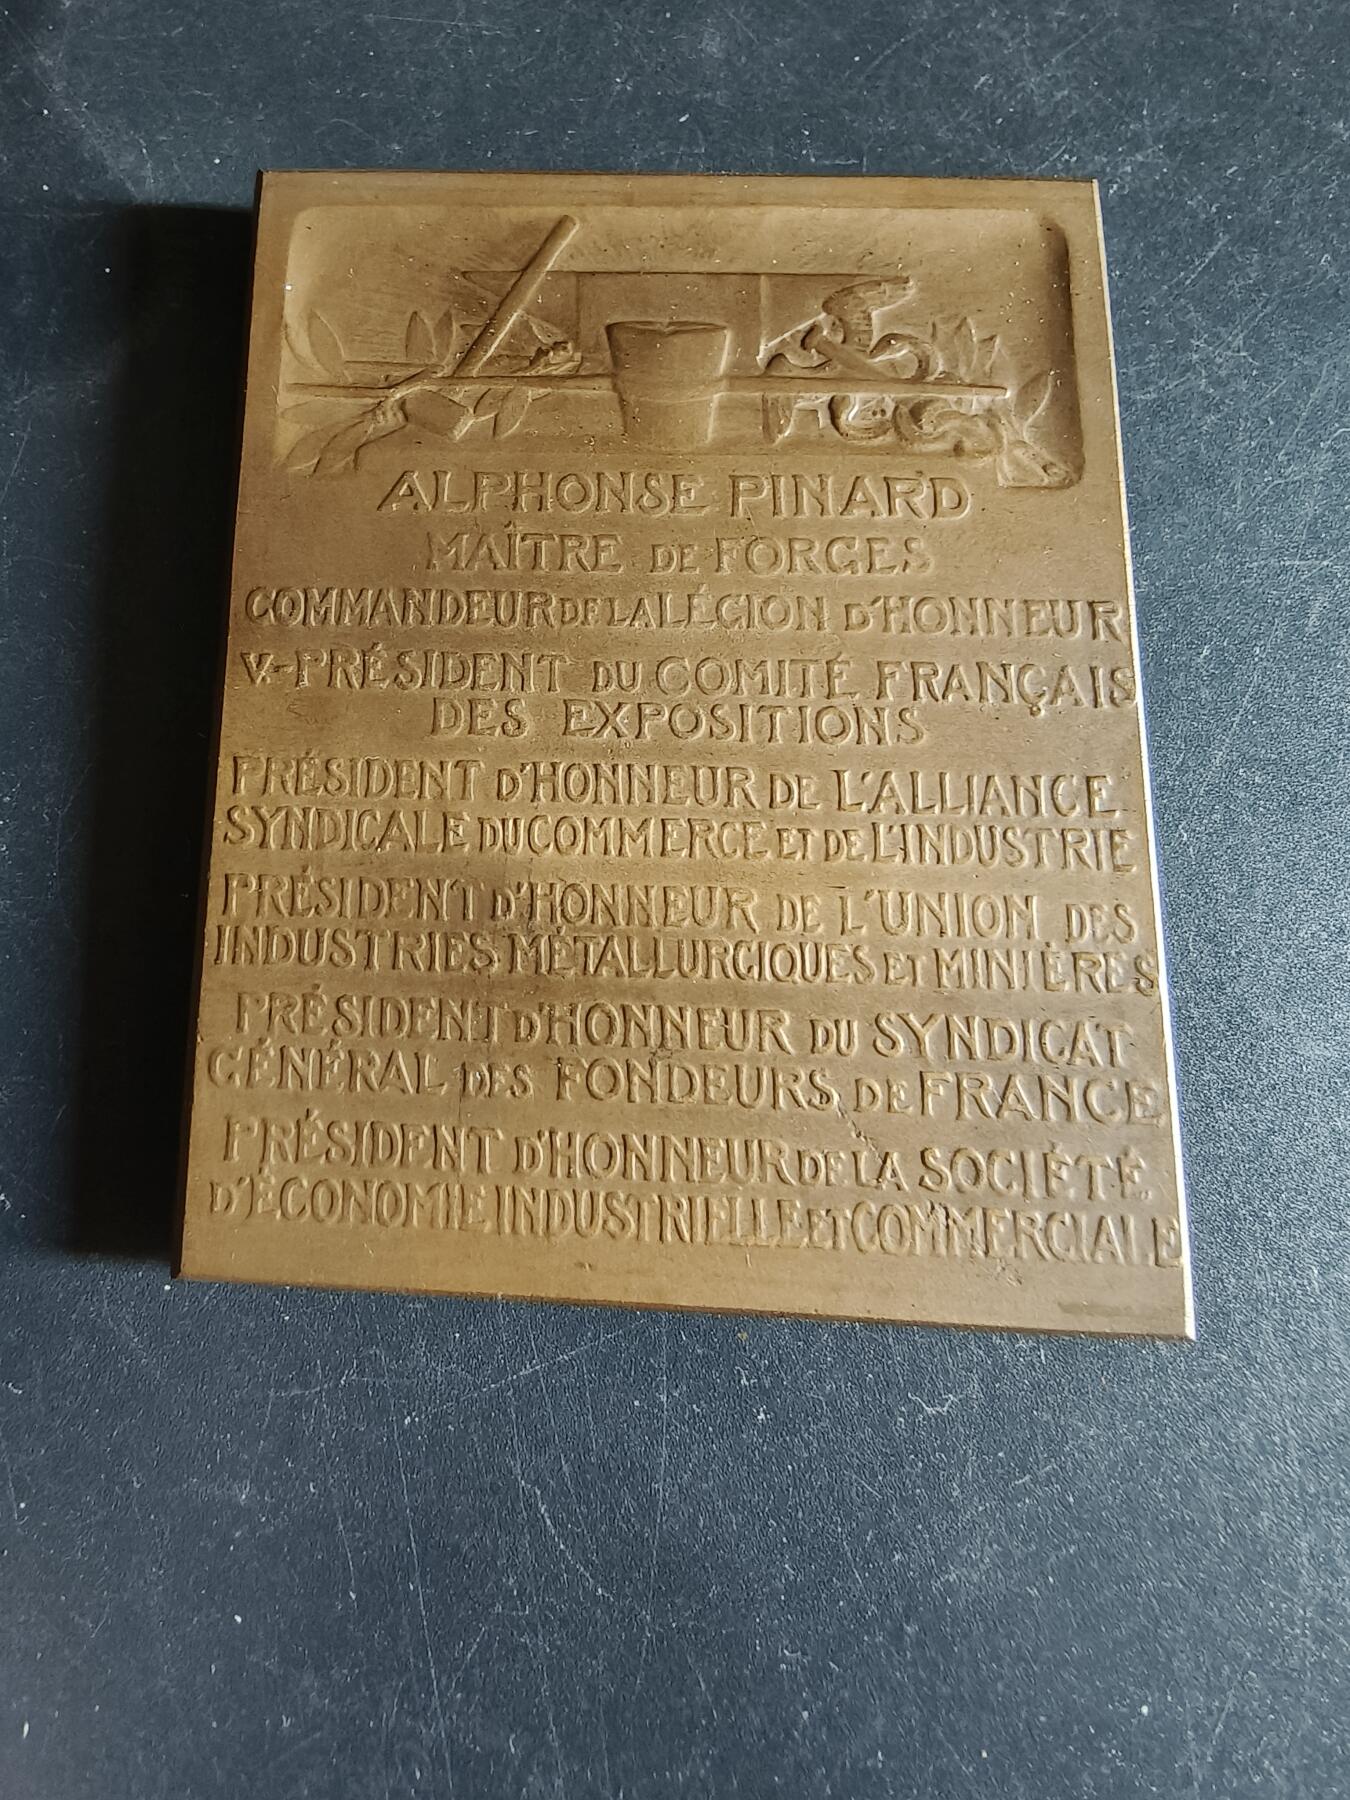 ALPHONSE PINARD
MAÎTRE DE FORGES
COMMANDEUR DE LA LÉGION D'HONNEUR
V-PRÉSIDENT DU COMITÉ FRANÇAIS
DES EXPOSITIONS
PRÉSIDENT D'HONNEUR DE L'ALLIANCE
SYNDICALE DU COMMERCE ET DE L'INDUSTRIE
PRÉSIDENT D'HONNEUR DE L'UNION DES
INDUSTRIES MÉTALLURGIQUES ET MINIÈRES
PRÉSIDENT D'HONNEUR DU SYNDICAT
GÉNÉRAL DES FONDEURS DE FRANCE
PRÉSIDENT D'HONNEUR DE LA SOCIÉTÉ
D'ÉCONOMIE INDUSTRIELLE ET COMMERCIALE